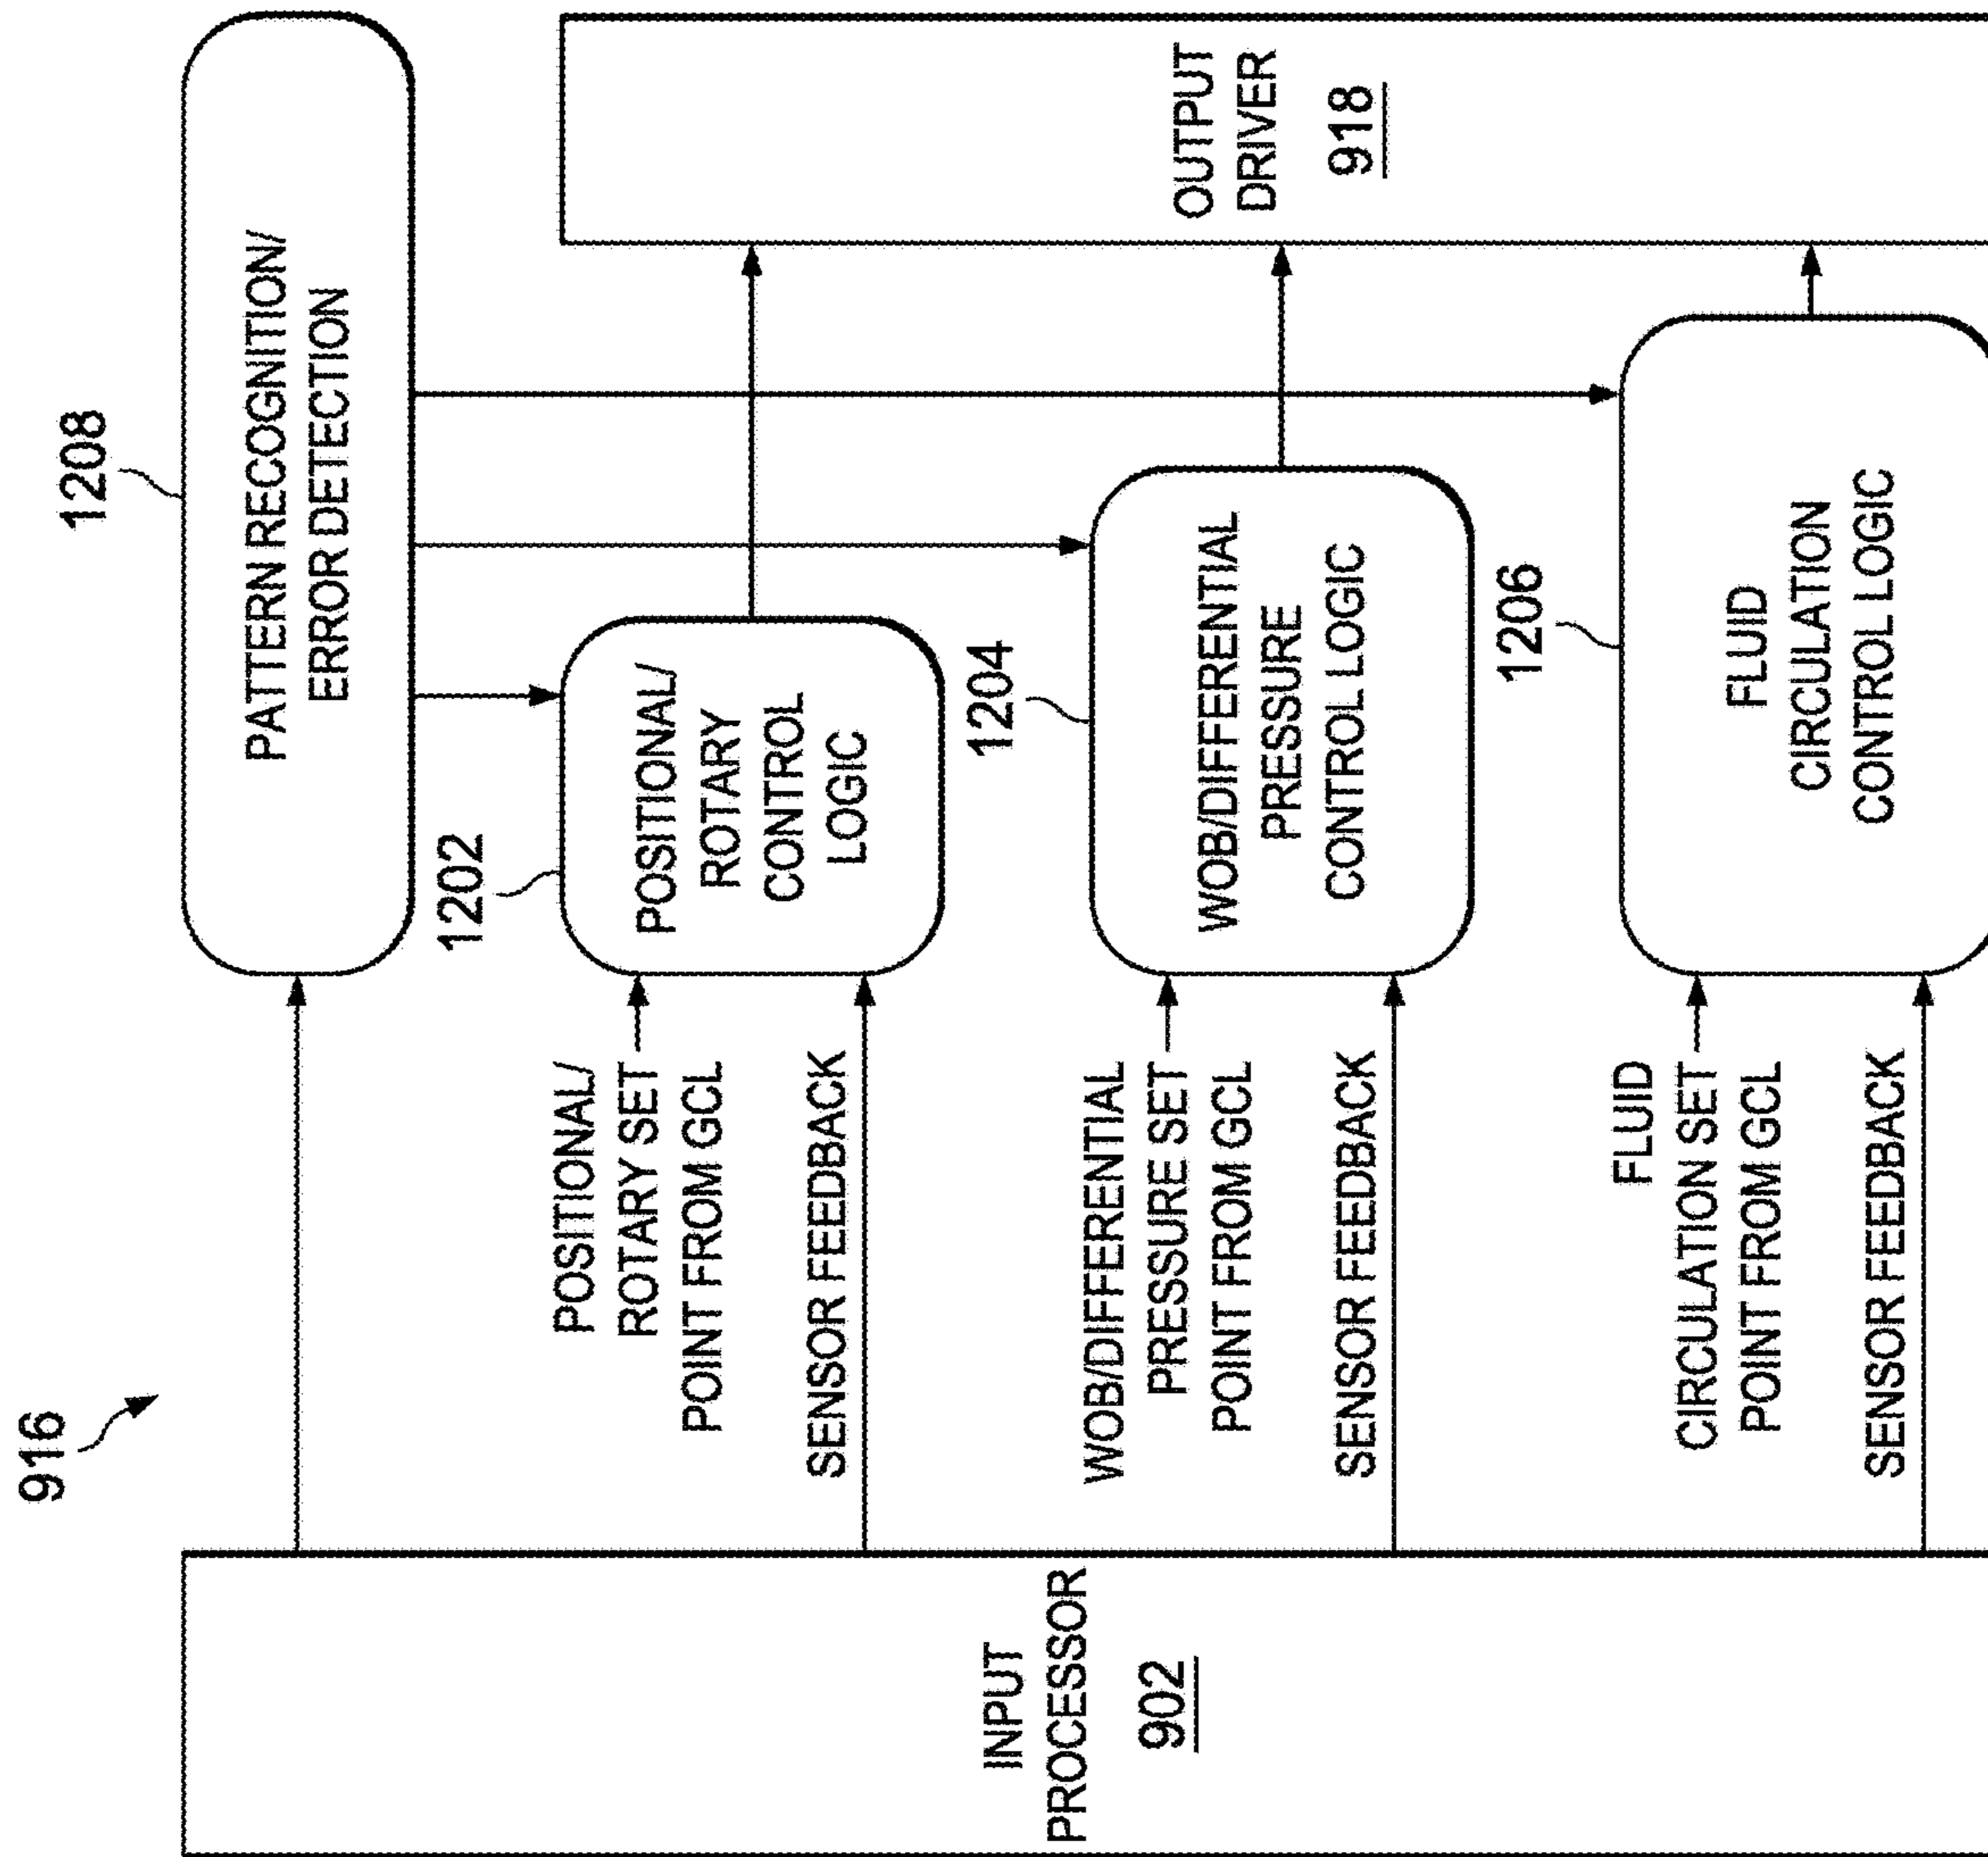 916
1208
PATTERN RECOGNITION/
ERROR DETECTION
INPUT
PROCESSOR
902
POSITIONAL/
ROTARY SET
POINT FROM GCL
SENSOR FEEDBACK
1202
POSITIONAL/
ROTARY
CONTROL
LOGIC
WOB/DIFFERENTIAL
PRESSURE SET
POINT FROM GCL
SENSOR FEEDBACK
1204
WOB/DIFFERENTIAL
PRESSURE
CONTROL LOGIC
FLUID
CIRCULATION SET
POINT FROM GCL
SENSOR FEEDBACK
1206
FLUID
CIRCULATION
CONTROL LOGIC
OUTPUT
DRIVER
918